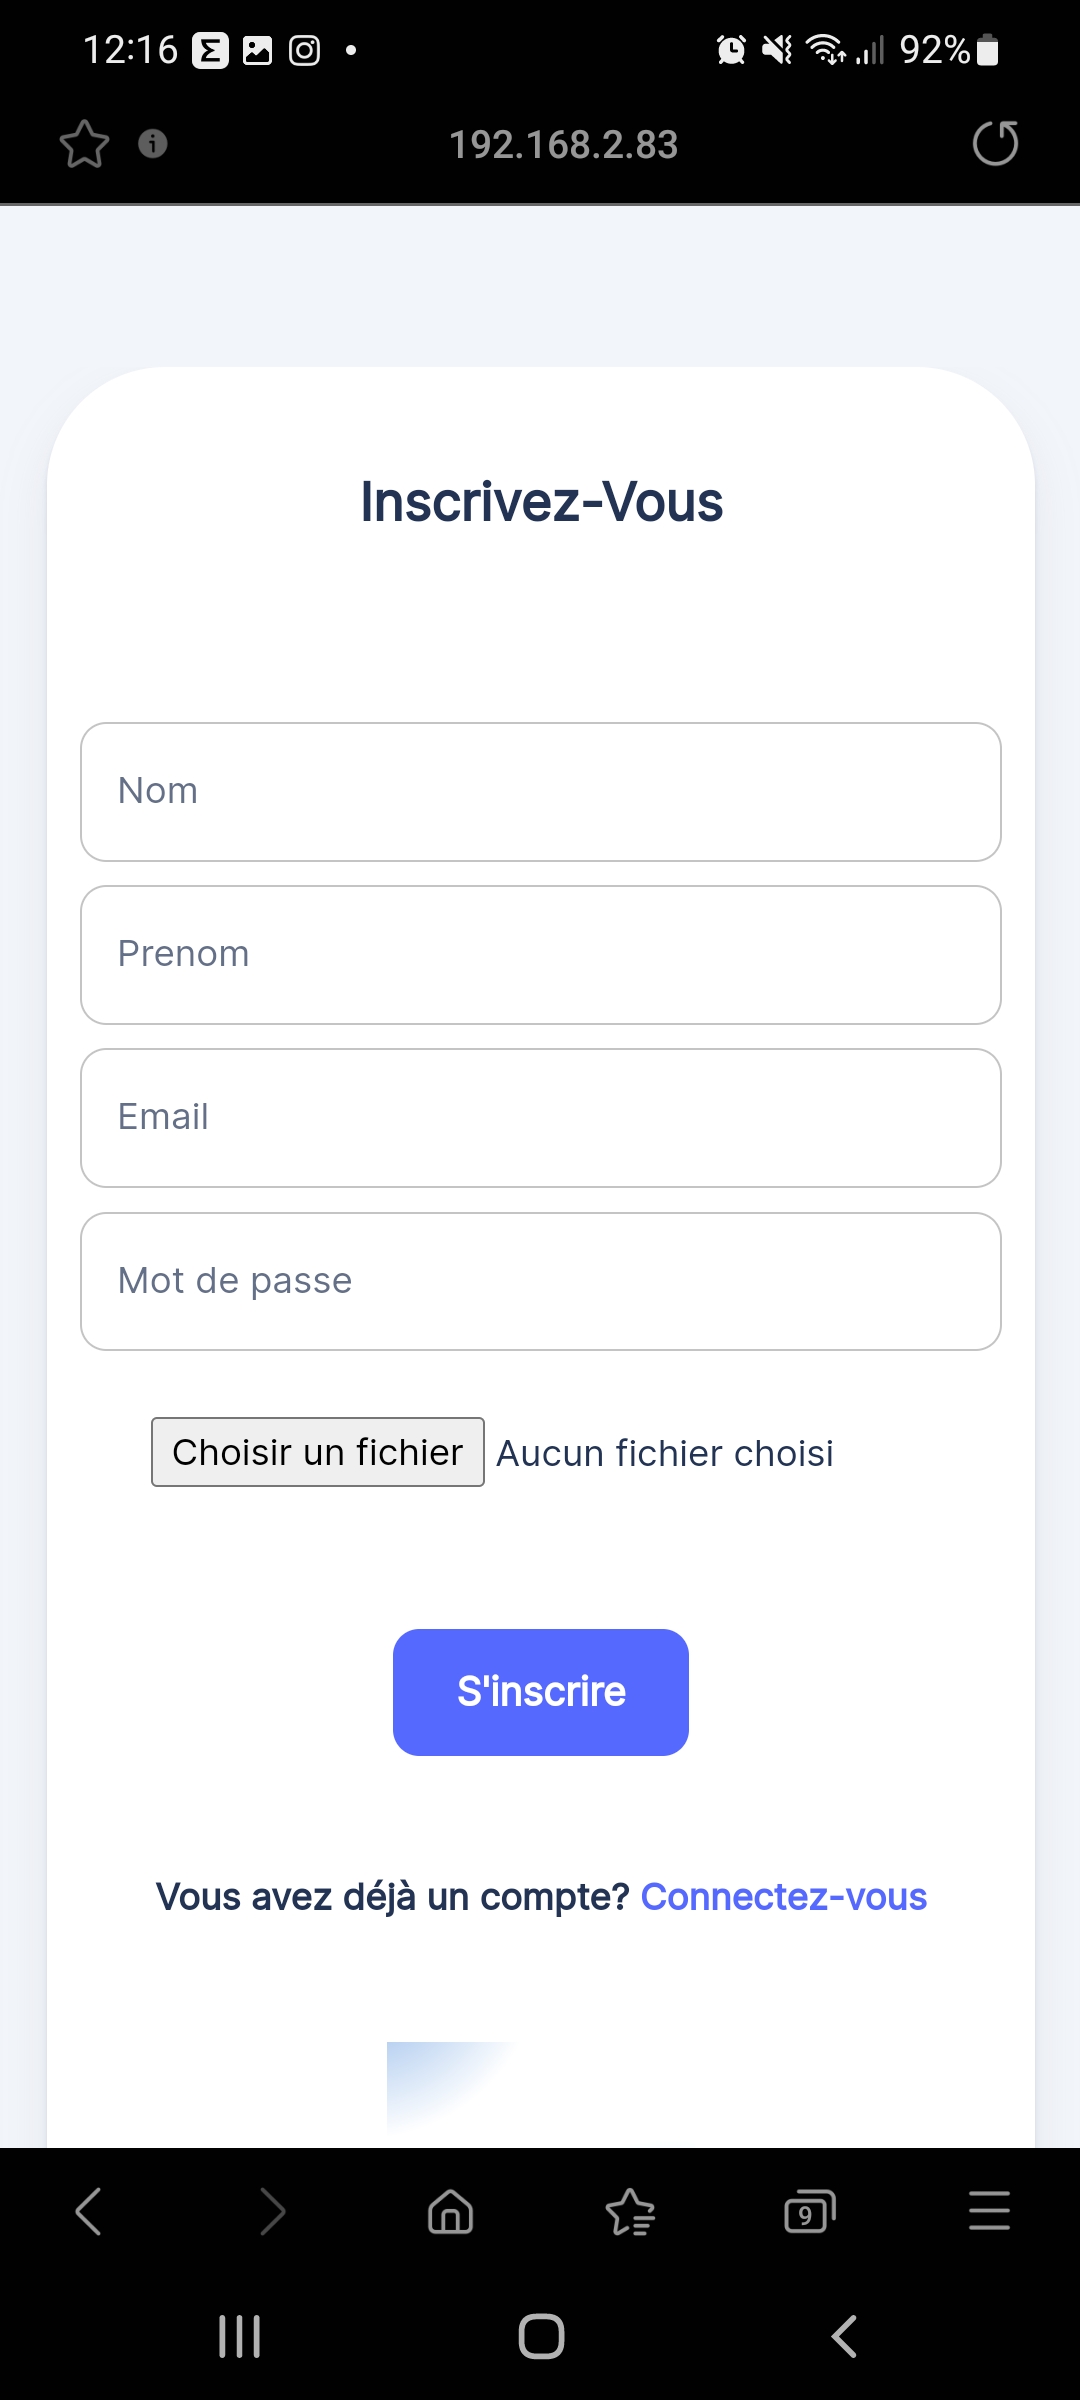 12:16 92%
192.168.2.83
Inscrivez-Vous
Nom
Prenom
Email
Mot de passe
Choisir un fichier Aucun fichier choisi
S'inscrire
Vous avez déjà un compte? Connectez-vous
9